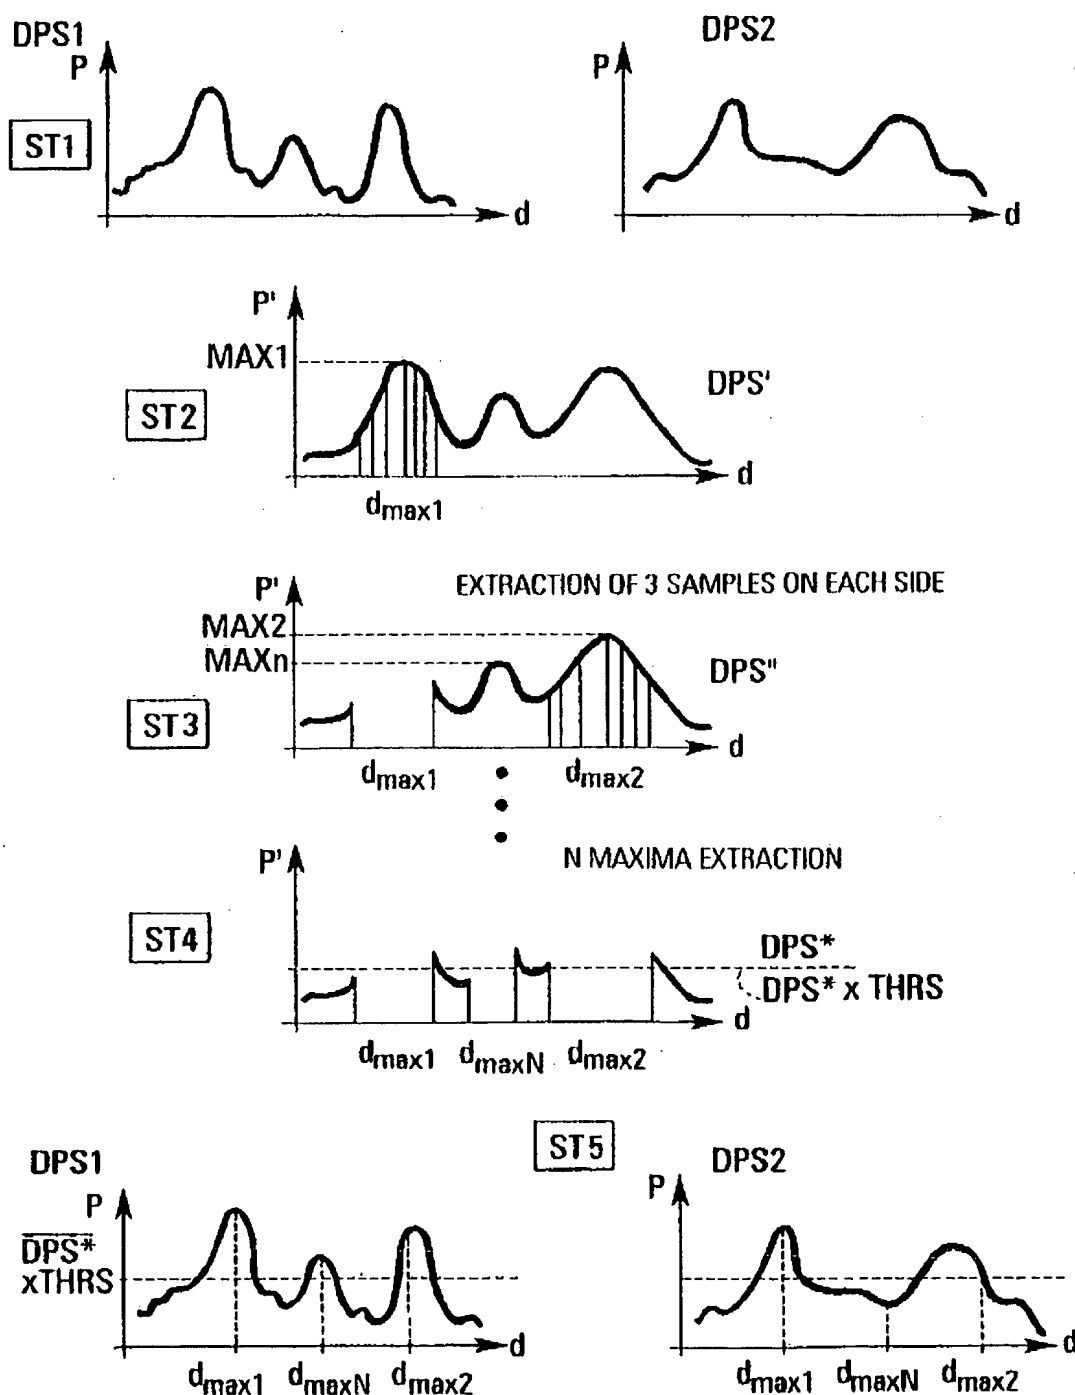 DPS1
DPS2
P
P
ST1
d
d
P'
MAX1
DPS'
ST2
d
dmax1
P'
EXTRACTION OF 3 SAMPLES ON EACH SIDE
MAX2
MAXn
DPS"
ST3
d
dmax1
dmax2
P'
N MAXIMA EXTRACTION
ST4
DPS*
DPS* x THRS
d
dmax1
dmaxN
dmax2
ST5
DPS1
DPS2
P
P
DPS*
xTHRS
d
d
dmax1
dmaxN
dmax2
dmax1
dmaxN
dmax2